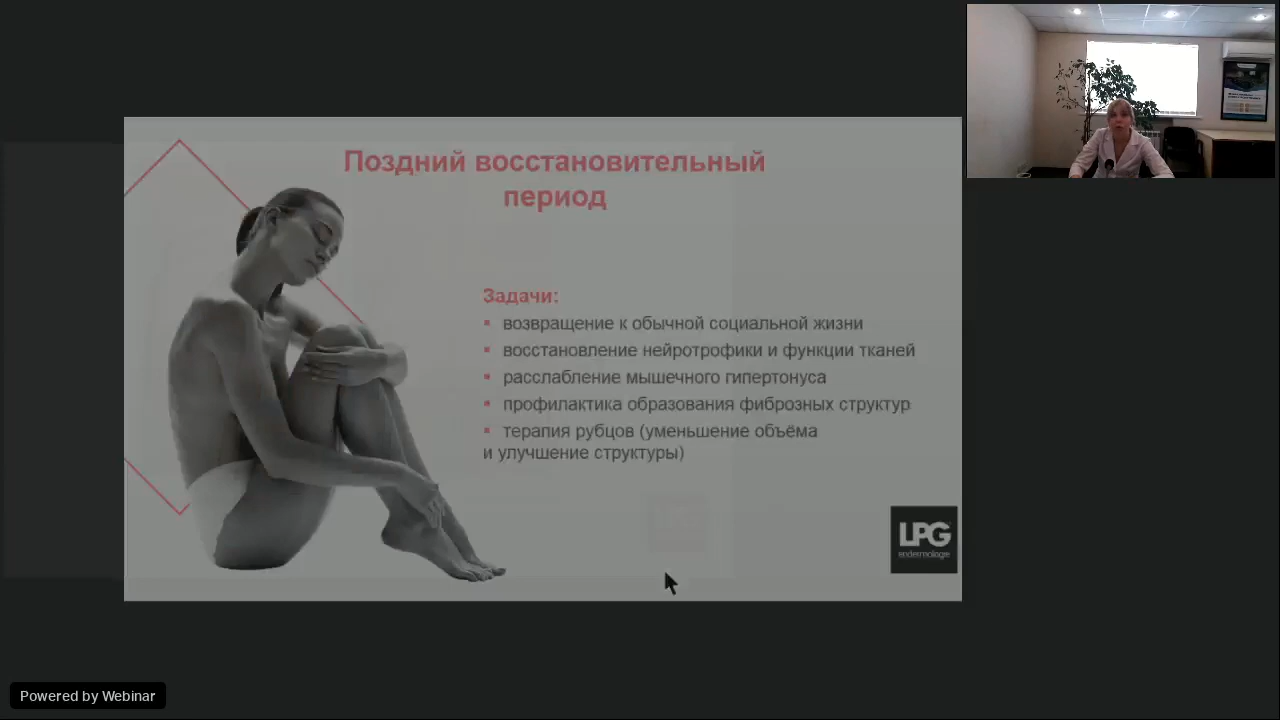 Поздний восстановительный
период
Задачи:
▪ возвращение к обычной социальной жизни
▪ восстановление нейротрофики и функции тканей
▪ расслабление мышечного гипертонуса
▪ профилактика образования фиброзных структур
▪ терапия рубцов (уменьшение объёма
и улучшение структуры)
LPG
endermologie
Powered by Webinar